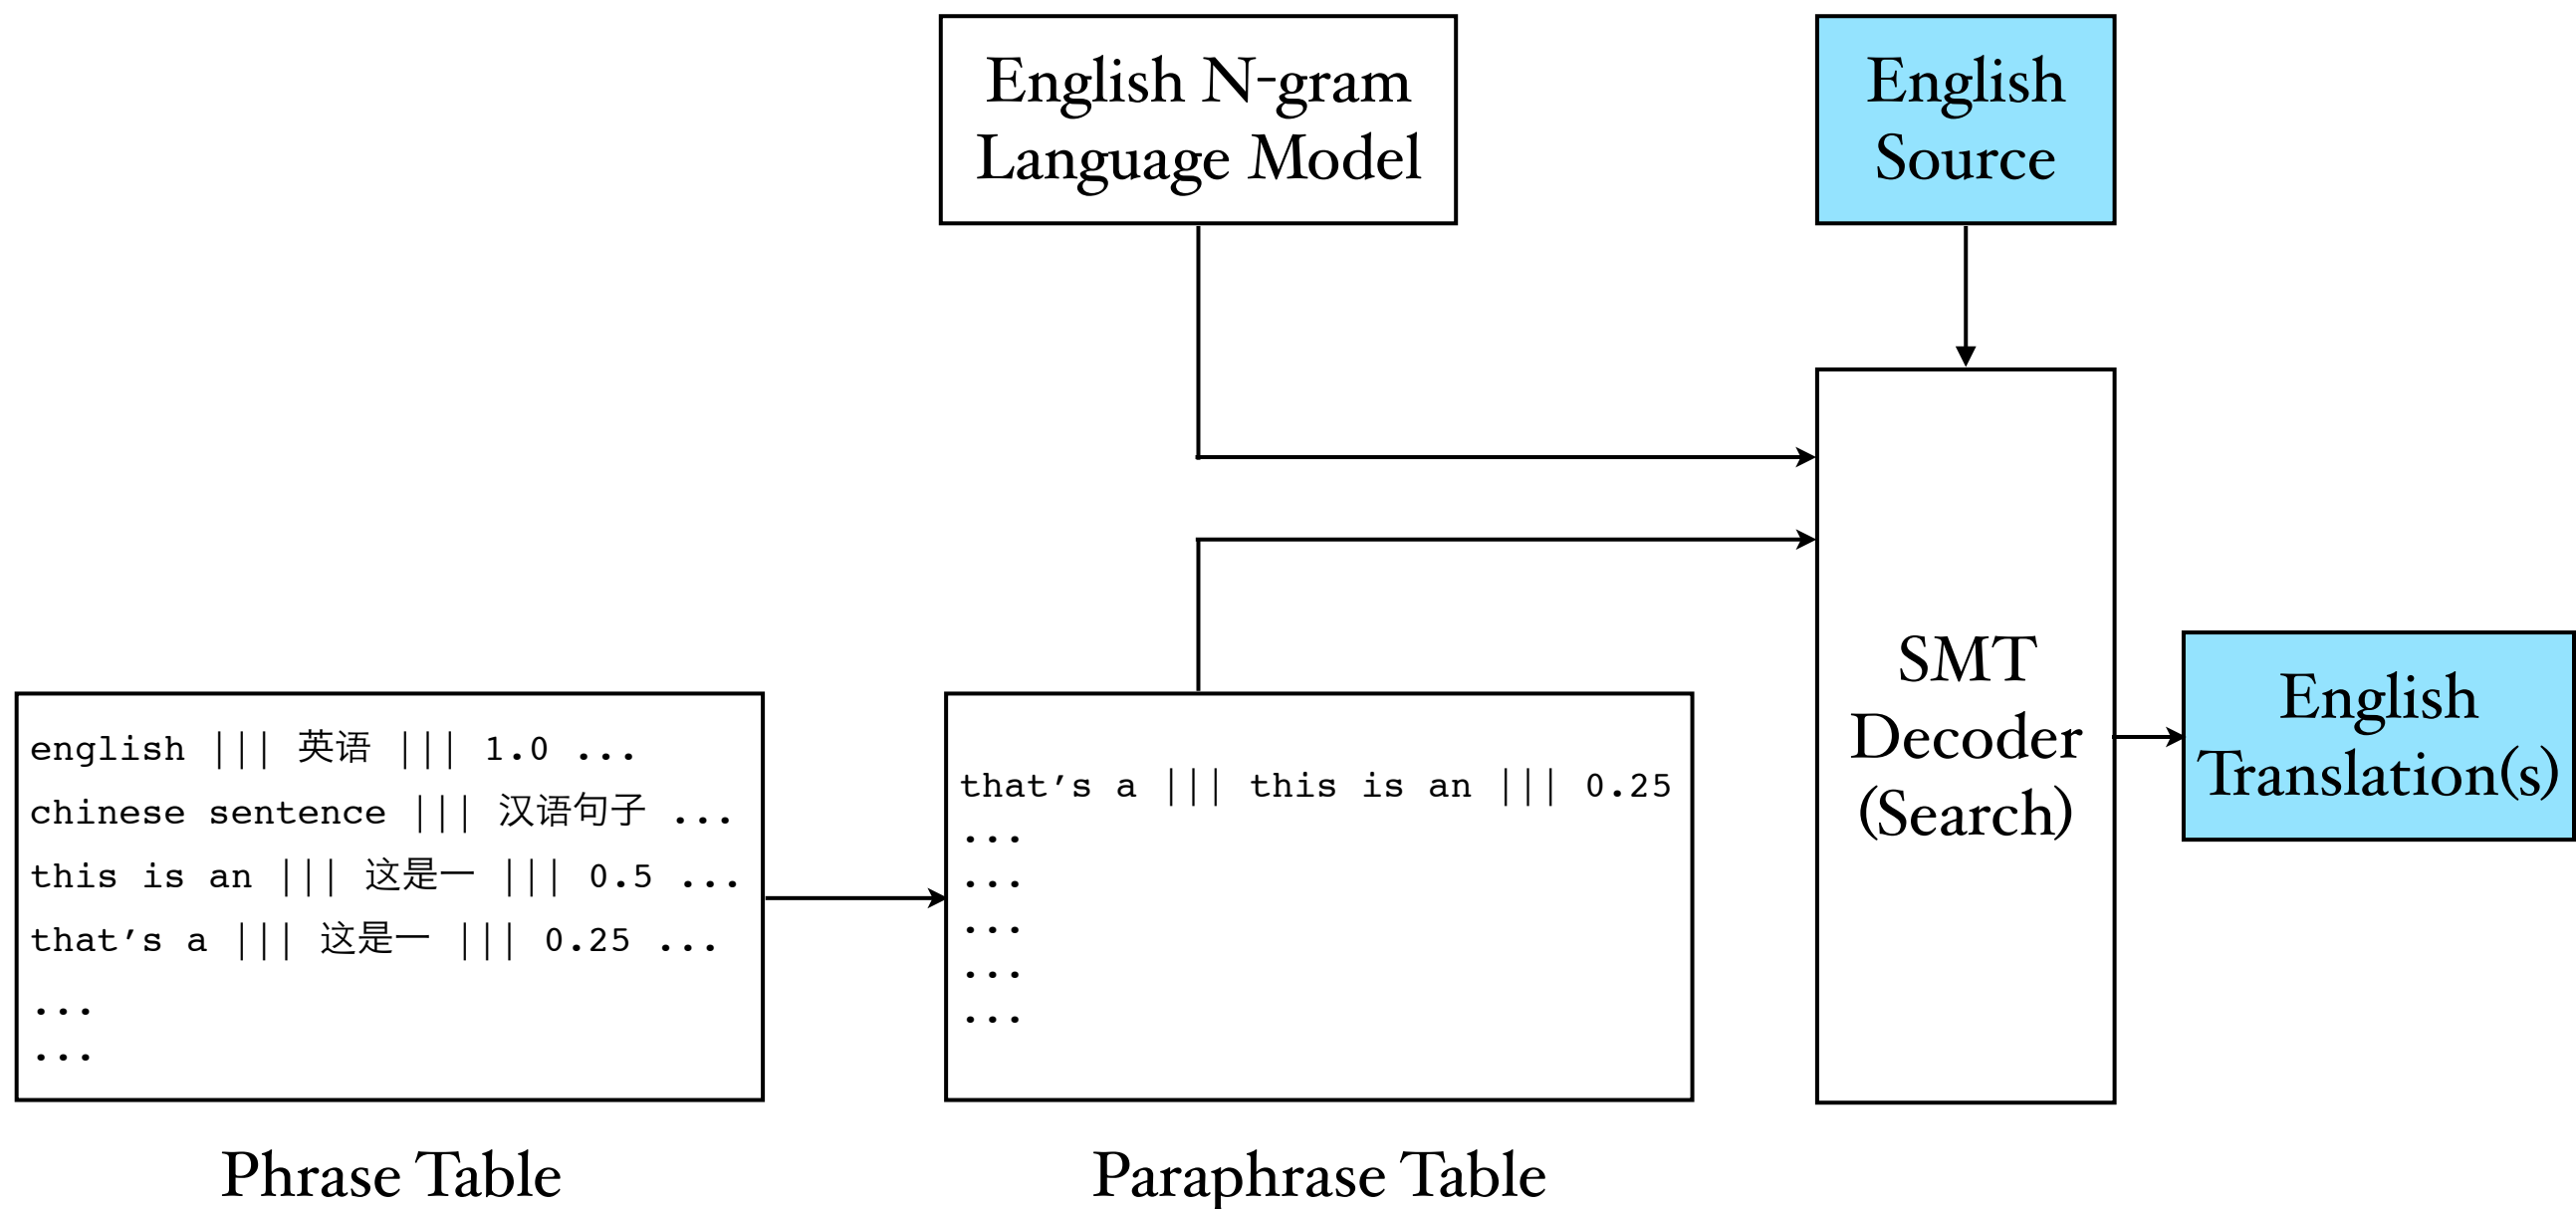 English N-gram
Language Model
English
Source
english ||| 英语 ||| 1.0 ...
chinese sentence ||| 汉语句子 ...
this is an ||| 这是一 ||| 0.5 ...
that's a ||| 这是一 ||| 0.25 ...
...
...
Phrase Table
that's a ||| this is an ||| 0.25
...
...
...
...
...
Paraphrase Table
SMT
Decoder
(Search)
English
Translation(s)